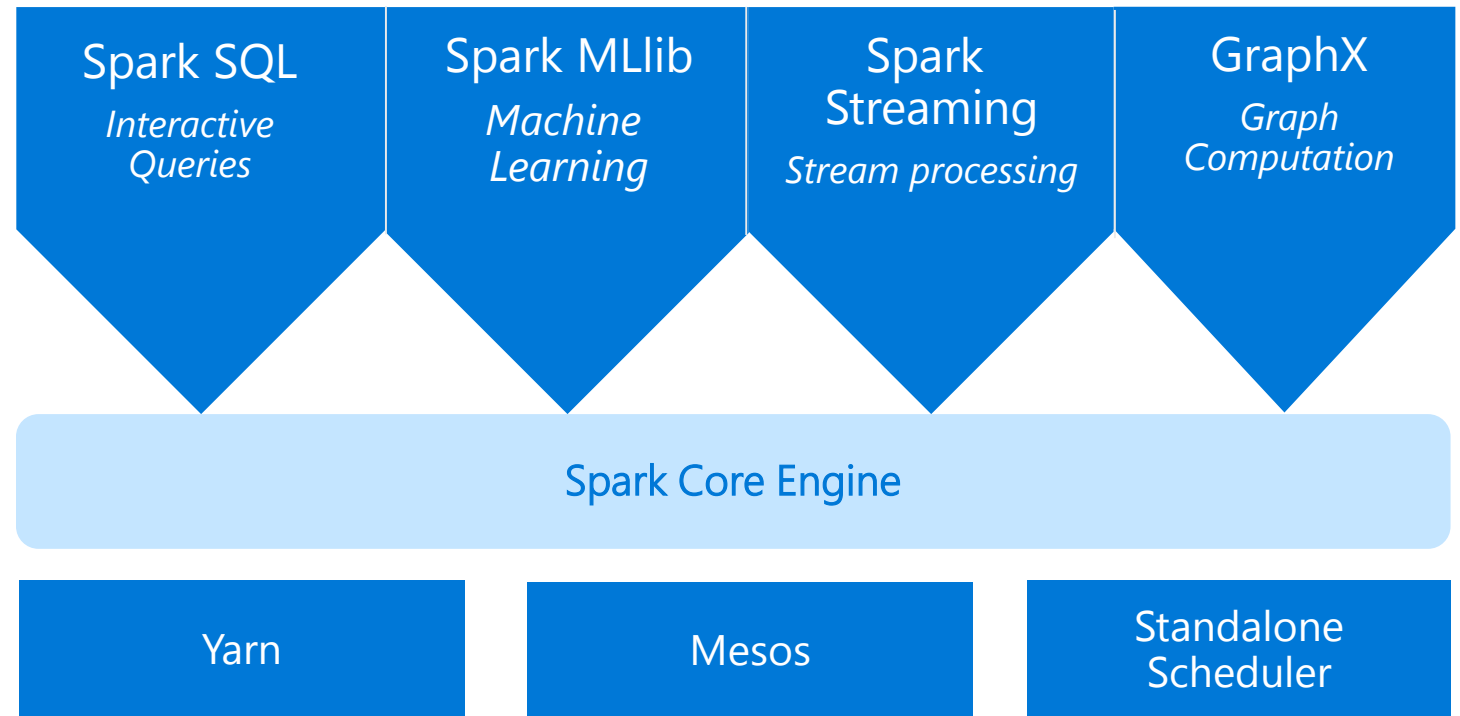 Spark SQL
Interactive
Queries
Spark MLlib
Machine
Learning
Spark
Streaming
Stream processing
GraphX
Graph
Computation
Spark Core Engine
Yarn
Mesos
Standalone
Scheduler